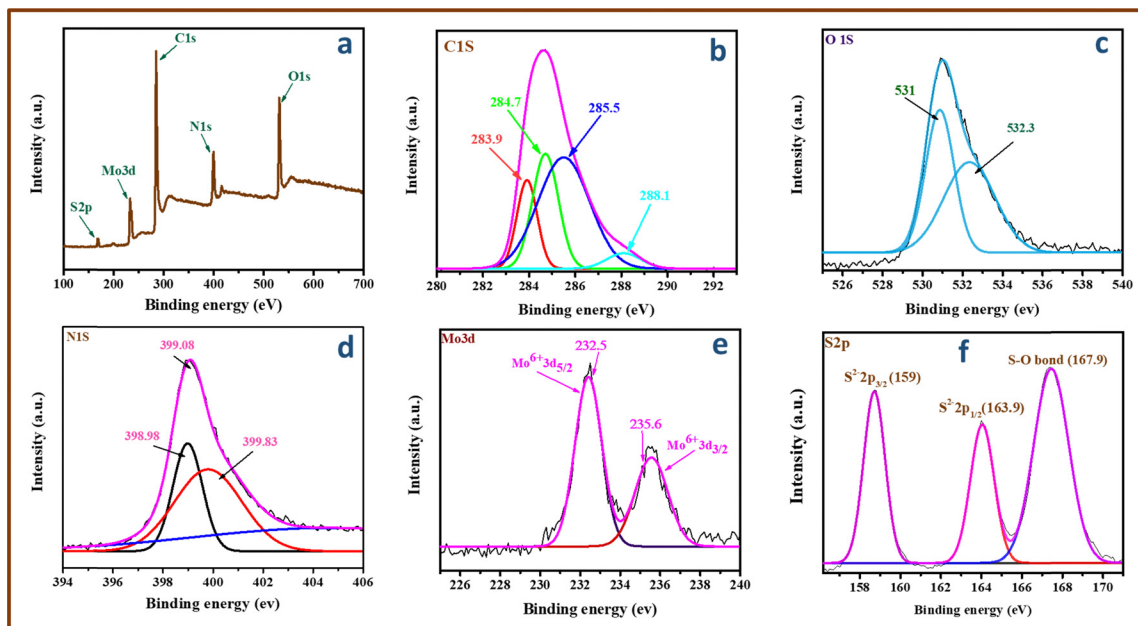 a
C1s
O1s
N1s
Mo3d
S2p
Intensity (a.u.)
100 200 300 400 500 600 700
Binding energy (eV)
b
C1S
284.7
285.5
283.9
288.1
Intensity (a.u.)
280 282 284 286 288 290 292
Binding energy (eV)
c
O 1S
531
532.3
Intensity (a.u.)
526 528 530 532 534 536 538 540
Binding energy (eV)
d
N1S
399.08
398.98
399.83
Intensity (a.u.)
394 396 398 400 402 404 406
Binding energy (ev)
e
Mo3d
232.5
Mo6+3d5/2
235.6
Mo6+3d3/2
Intensity (a.u.)
226 228 230 232 234 236 238 240
Binding energy (ev)
f
S2p
S-O bond (167.9)
S2-2p3/2 (159)
S2-2p1/2(163.9)
Intensity (a.u.)
158 160 162 164 166 168 170
Binding energy (eV)